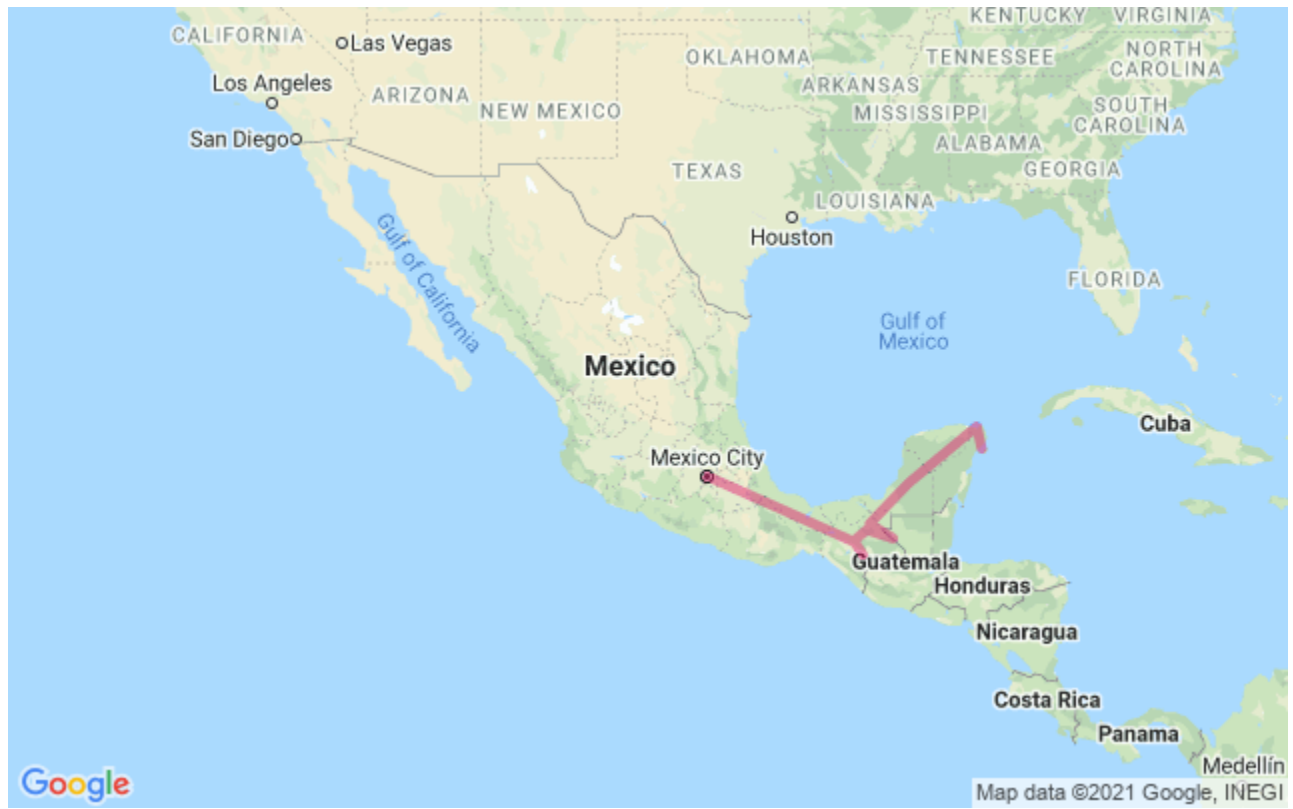 KENTUCKY
VIRGINIA
CALIFORNIA
Las Vegas
OKLAHOMA
TENNESSEE
NORTH
CAROLINA
Los Angeles
ARIZONA
NEW MEXICO
ARKANSAS
MISSISSIPPI
SOUTH
CAROLINA
San Diego
ALABAMA
TEXAS
GEORGIA
LOUISIANA
Houston
Gulf of California
FLORIDA
Gulf of
Mexico
Mexico
Cuba
Mexico City
Guatemala
Honduras
Nicaragua
Costa Rica
Panama
Medellín
Google
Map data ©2021 Google, INEGI